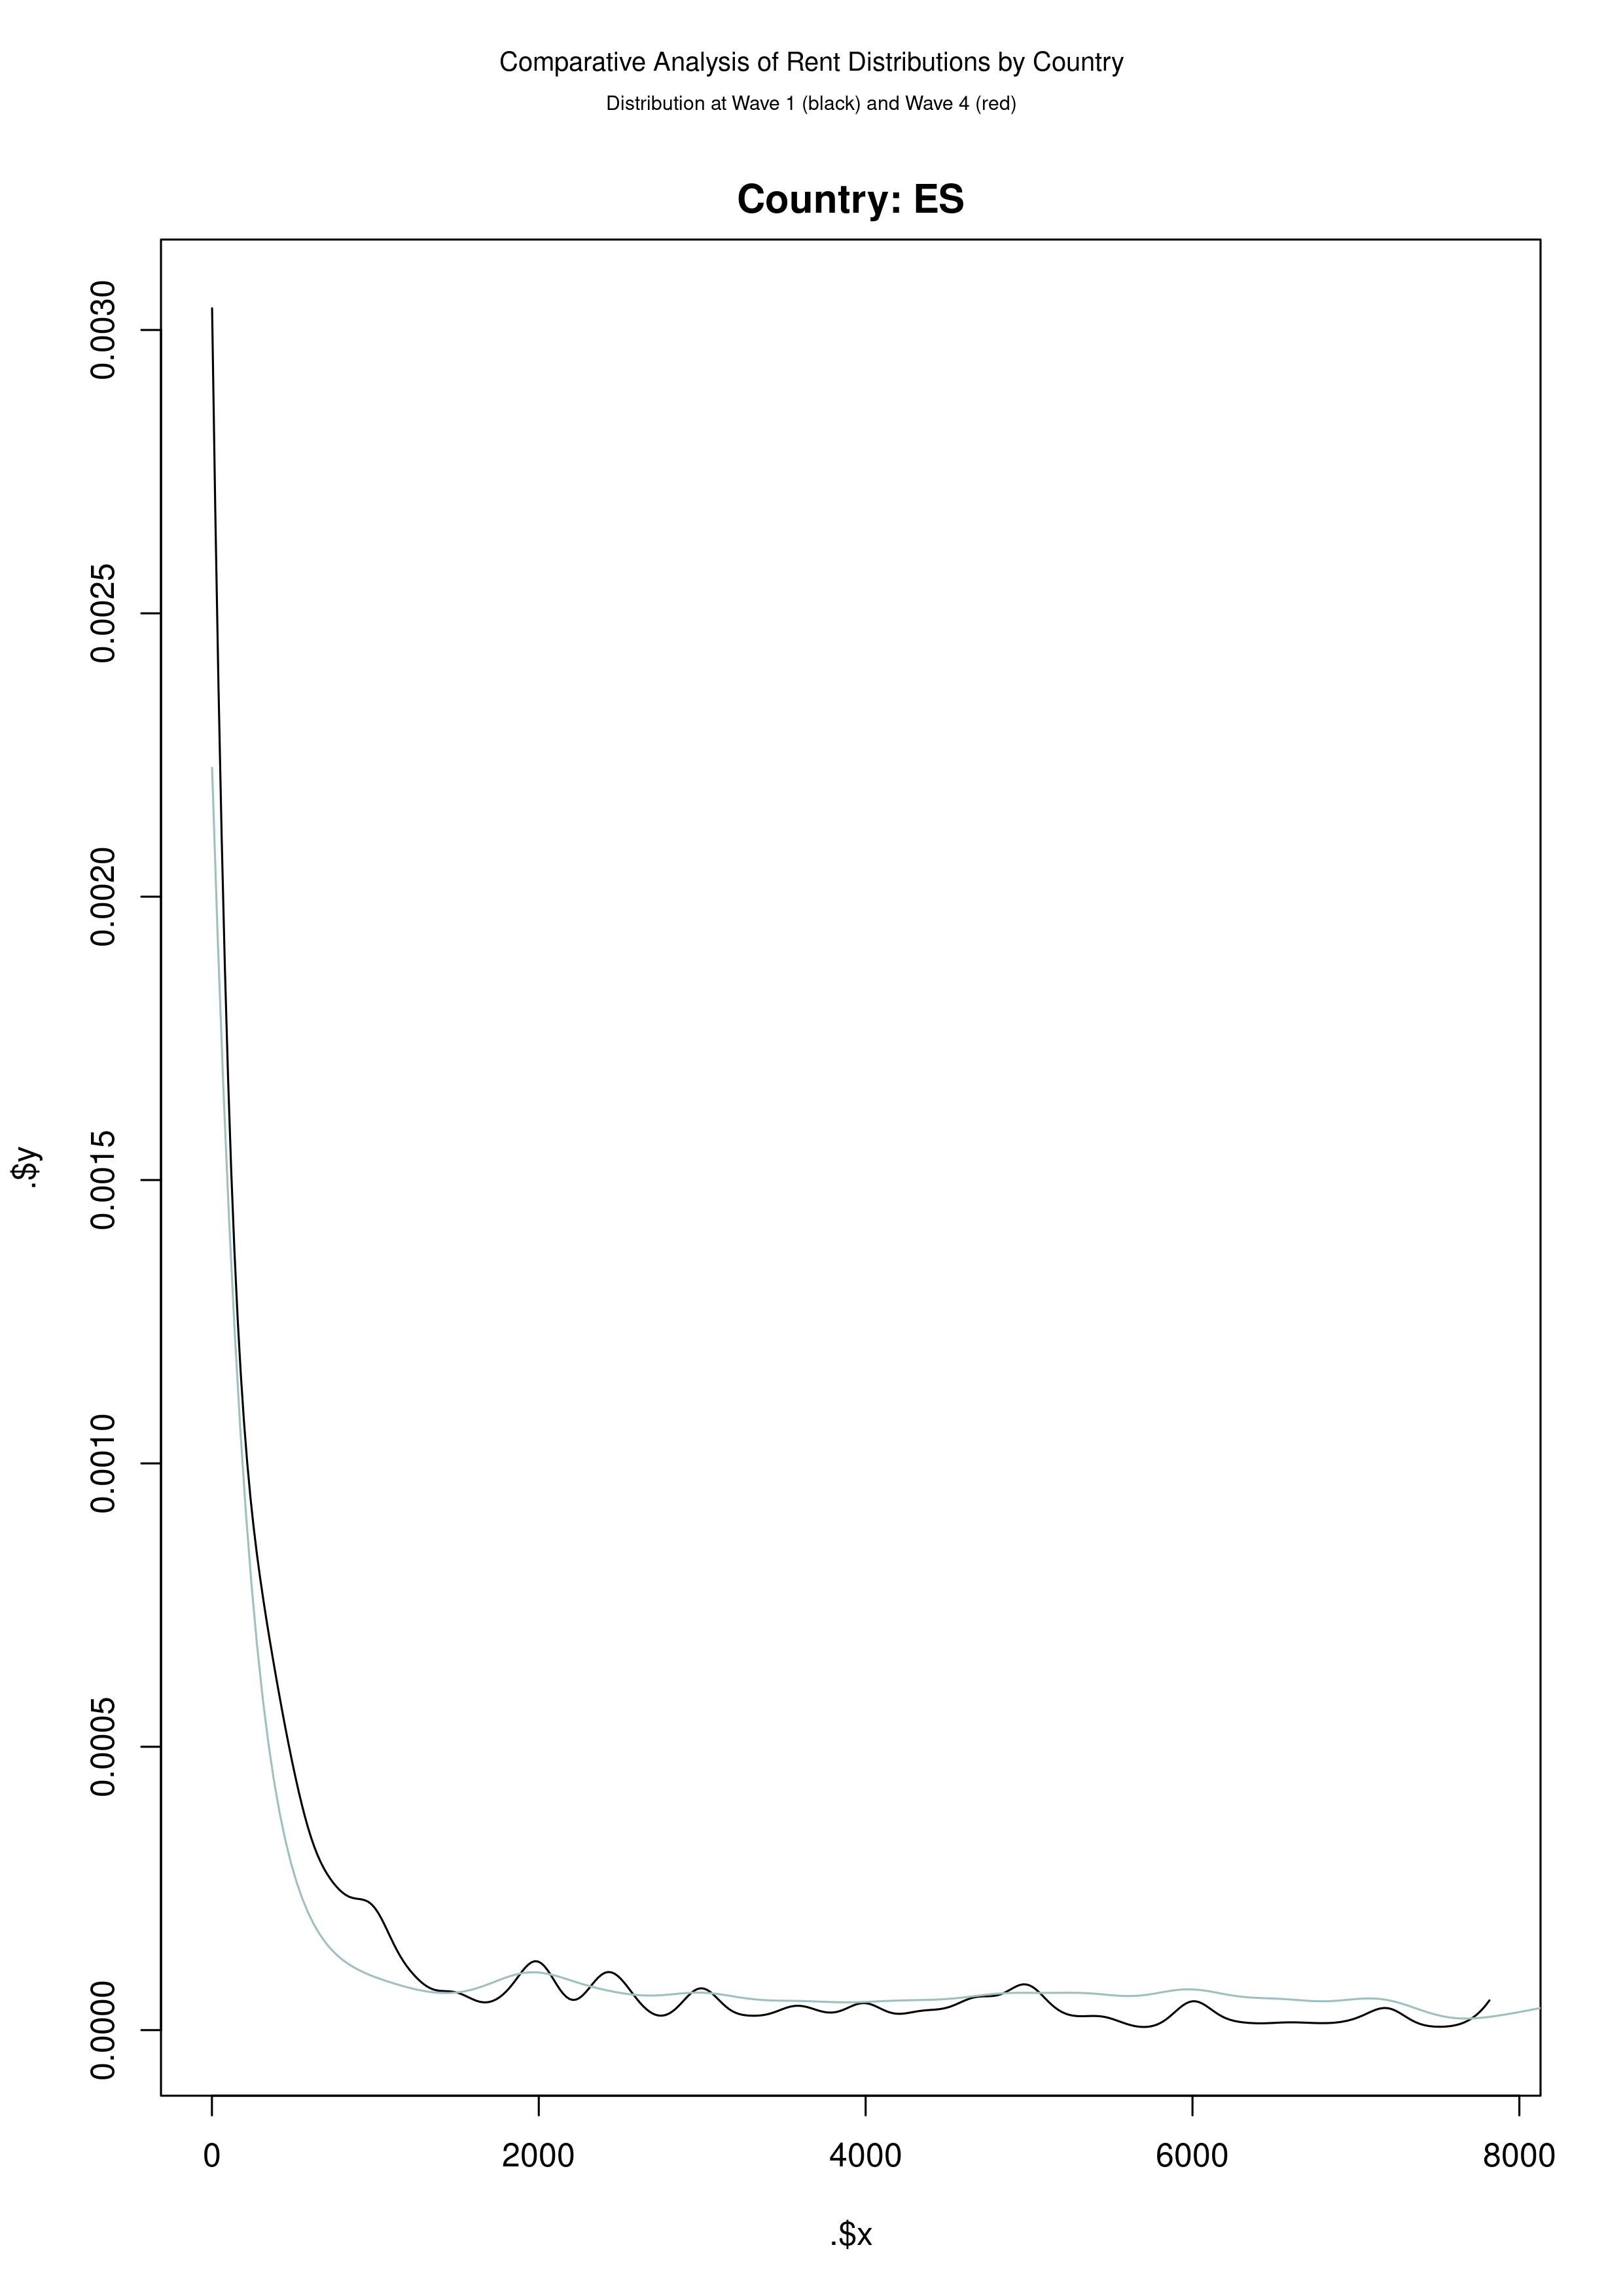 Comparative Analysis of Rent Distributions by Country
Distribution at Wave 1 (black) and Wave 4 (red)
Country: ES
.$y
0.0030
0.0025
0.0020
0.0015
0.0010
0.0005
0.0000
0 2000 4000 6000 8000
.$x